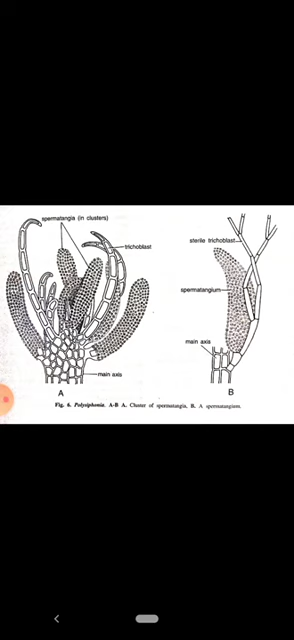 spermatangia (in clusters)
trichoblast
main axis
A
sterile trichoblast
spermatangium
main axis
B
Fig. 6. Polysiphonia. A-B A. Cluster of spermatangia, B. A spermatangium.